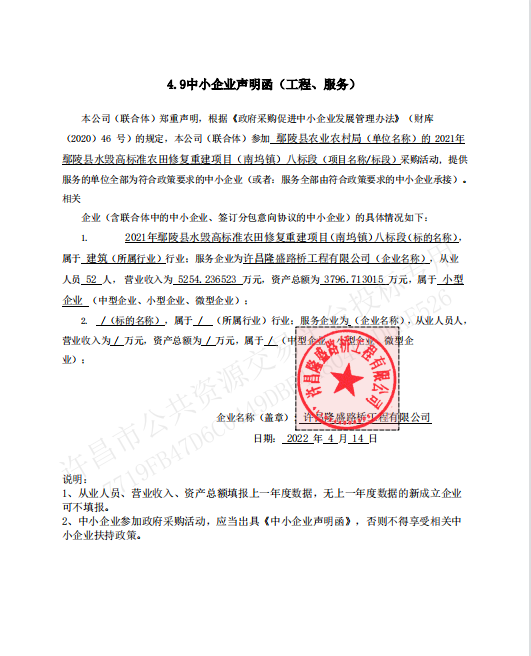 4.9中小企业声明函（工程、服务）
本公司（联合体）郑重声明，根据《政府采购促进中小企业发展管理办法》（财库
（2020）46 号）的规定，本公司（联合体）参加 鄢陵县农业农村局（单位名称）的 2021年
鄢陵县水毁高标准农田修复重建项目（南坞镇）八标段（项目名称/标段）采购活动，提供
服务的单位全部为符合政策要求的中小企业（或者：服务全部由符合政策要求的中小企业承接）。
相关
企业（含联合体中的中小企业、签订分包意向协议的中小企业）的具体情况如下：
1. 2021年鄢陵县水毁高标准农田修复重建项目（南坞镇）八标段（标的名称），
属于 建筑（所属行业）行业；服务企业为许昌隆盛路桥工程有限公司（企业名称），从业
人员 52 人，营业收入为 5254.236523 万元，资产总额为 3796.713015 万元，属于 小型
企业 （中型企业、小型企业、微型企业）；
2. /（标的名称），属于 / （所属行业）行业；服务企业为（企业名称），从业人员人，
营业收入为 / 万元，资产总额为 / 万元，属于 / （中型企业、小型企业、微型企
业）；
许昌隆盛路桥工程有限公司
企业名称（盖章）：许昌隆盛路桥工程有限公司
日期： 2022 年 4 月 14 日
说明：
1、从业人员、营业收入、资产总额填报上一年度数据，无上一年度数据的新成立企业
可不填报。
2、中小企业参加政府采购活动，应当出具《中小企业声明函》，否则不得享受相关中
小企业扶持政策。